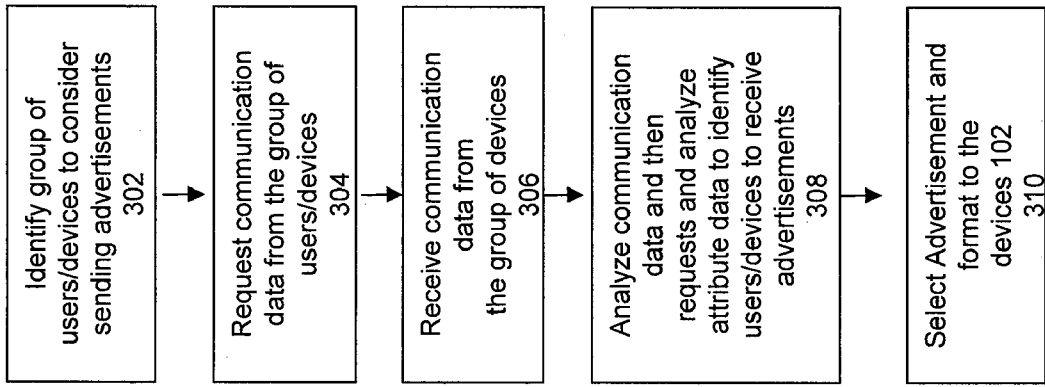 Identify group of
users/devices to consider
sending advertisements
302
Request communication
data from the group of
users/devices
304
Receive communication
data from
the group of devices
306
Analyze communication
data and then
requests and analyze
attribute data to identify
users/devices to receive
advertisements
308
Select Advertisement and
format to the
devices 102
310